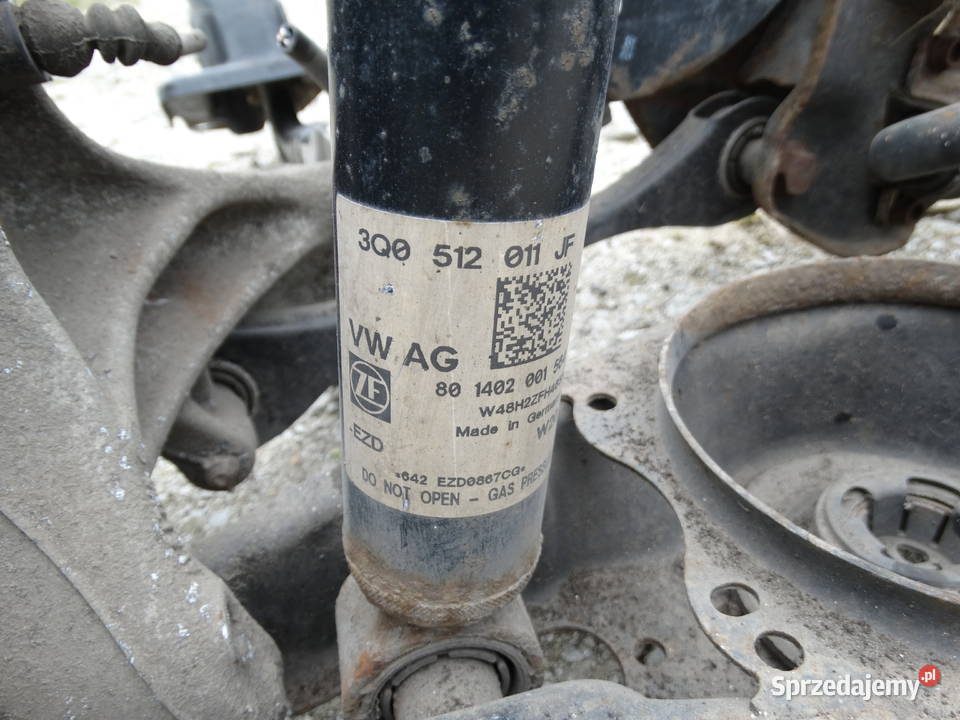 3Q0 512 011 JF
VW AG
80 1402 001
ZF
Made in
EZD
*642 EZD0867CG*
DO NOT OPEN - GAS
Sprzedajemy.pl